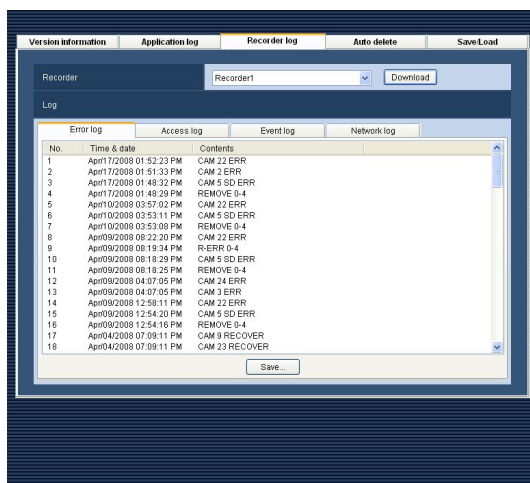 Version information Application log Recorder log Auto delete Save/Load
Recorder Recorder1 Download
Log
Error log Access log Event log Network log
No. Time & date Contents
1 Apr/17/2008 01:52:23 PM CAM 22 ERR
2 Apr/17/2008 01:51:33 PM CAM 2 ERR
3 Apr/17/2008 01:48:32 PM CAM 5 SD ERR
4 Apr/17/2008 01:48:29 PM REMOVE 0-4
5 Apr/10/2008 03:57:02 PM CAM 22 ERR
6 Apr/10/2008 03:53:11 PM CAM 5 SD ERR
7 Apr/10/2008 03:53:08 PM REMOVE 0-4
8 Apr/09/2008 08:22:20 PM CAM 22 ERR
9 Apr/09/2008 08:19:34 PM R-ERR 0-4
10 Apr/09/2008 08:18:29 PM CAM 5 SD ERR
11 Apr/09/2008 08:18:25 PM REMOVE 0-4
12 Apr/09/2008 04:07:05 PM CAM 24 ERR
13 Apr/09/2008 04:07:05 PM CAM 3 ERR
14 Apr/09/2008 12:58:11 PM CAM 22 ERR
15 Apr/09/2008 12:54:20 PM CAM 5 SD ERR
16 Apr/09/2008 12:54:16 PM REMOVE 0-4
17 Apr/04/2008 07:09:11 PM CAM 9 RECOVER
18 Apr/04/2008 07:09:11 PM CAM 23 RECOVER
Save...